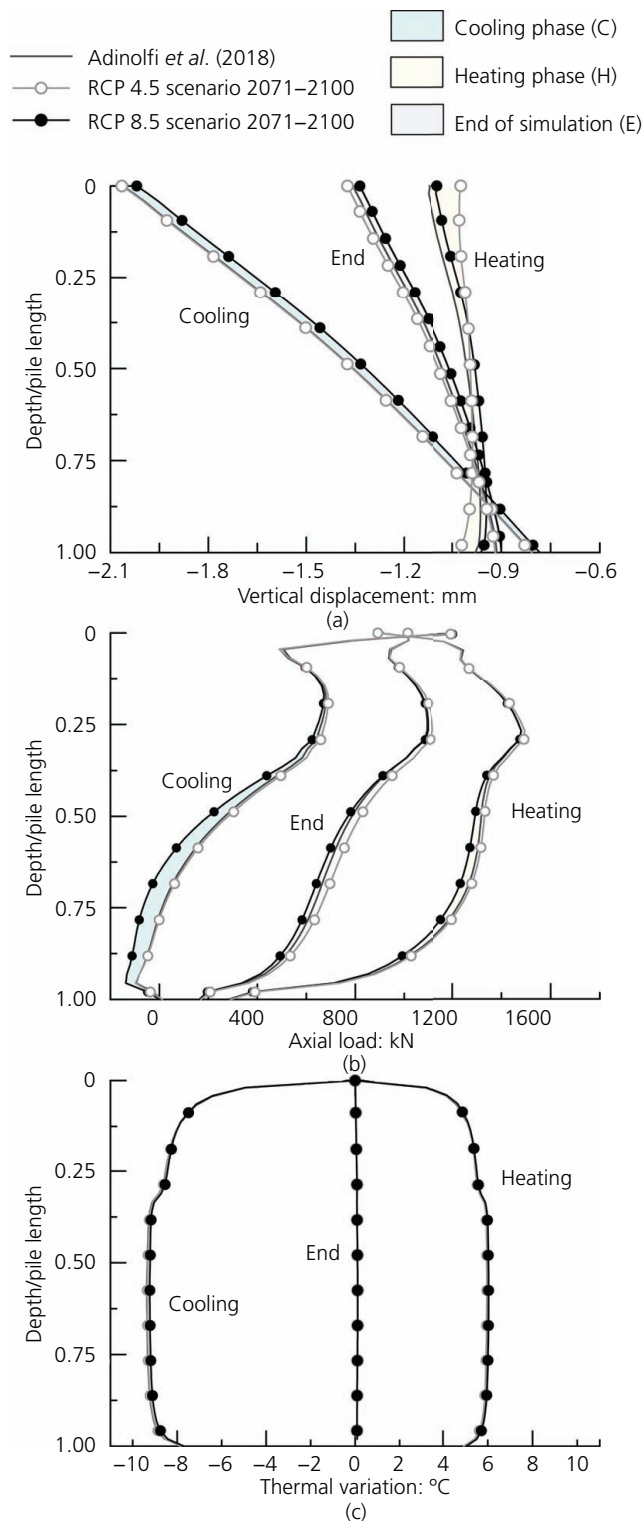 Adinolfi et al. (2018)
RCP 4.5 scenario 2071–2100
RCP 8.5 scenario 2071–2100
Cooling phase (C)
Heating phase (H)
End of simulation (E)
0
0.25
0.50
0.75
1.00
Depth/pile length
Cooling
End
Heating
–2.1 –1.8 –1.5 –1.2 –0.9 –0.6
Vertical displacement: mm
(a)
0
0.25
0.50
0.75
1.00
Depth/pile length
Cooling
End
Heating
0 400 800 1200 1600
Axial load: kN
(b)
0
0.25
0.50
0.75
1.00
Depth/pile length
Cooling
End
Heating
–10 –8 –6 –4 –2 0 2 4 6 8 10
Thermal variation: ºC
(c)